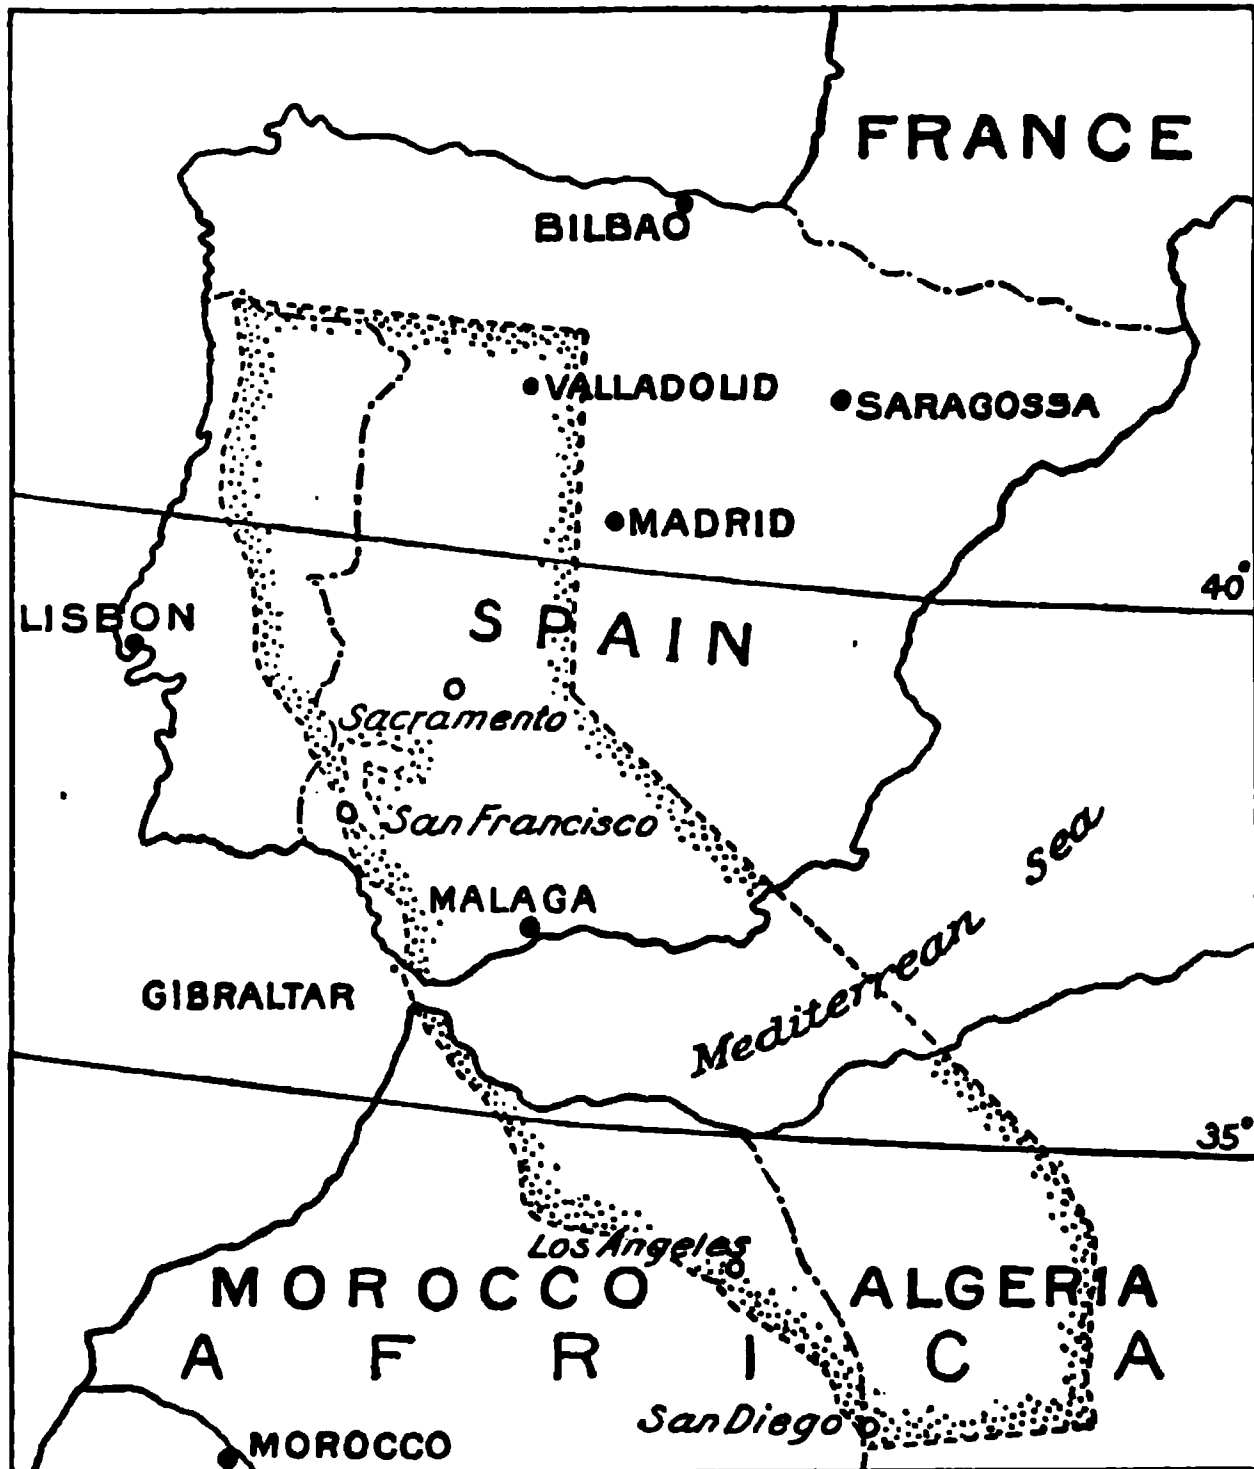 FRANCE
BILBAO
VALLADOLID
SARAGOSSA
MADRID
40°
LISBON
SPAIN
Sacramento
San Francisco
Mediterranean Sea
MALAGA
GIBRALTAR
35°
Los Angeles
MOROCCO ALGERIA
AFRICA
San Diego
MOROCCO